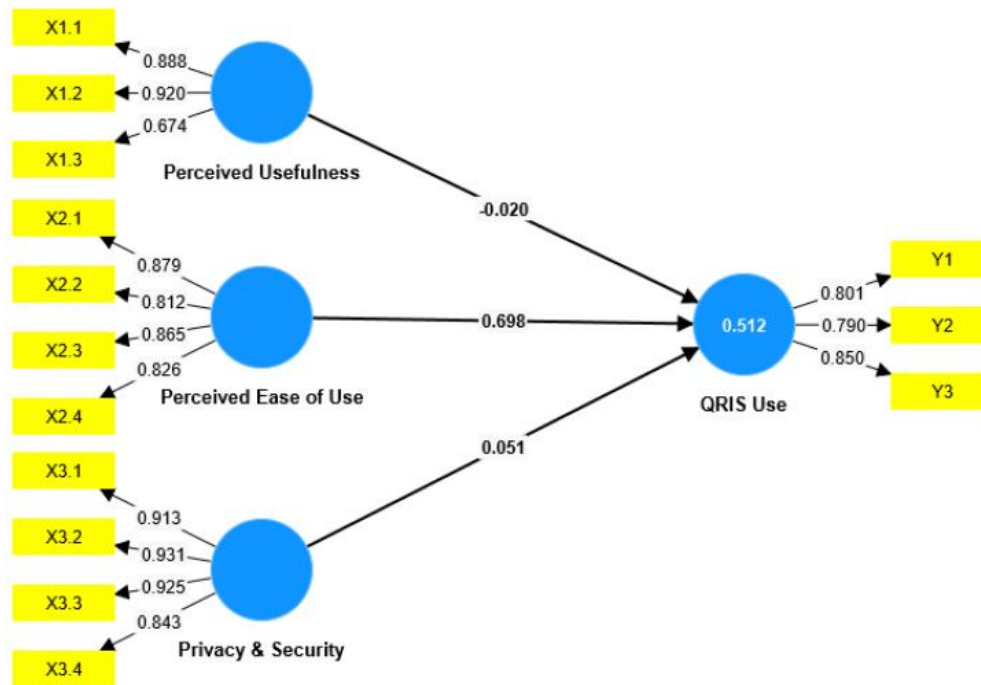 X1.1
0.888
X1.2
0.920
0.674
X1.3
Perceived Usefulness
X2.1
-0.020
0.879
X2.2
0.812
X2.3
0.865
0.826
X2.4
Perceived Ease of Use
0.698
0.512
QRIS Use
Y1
0.801
Y2
0.790
0.850
Y3
X3.1
0.051
0.913
X3.2
0.931
X3.3
0.925
0.843
X3.4
Privacy & Security